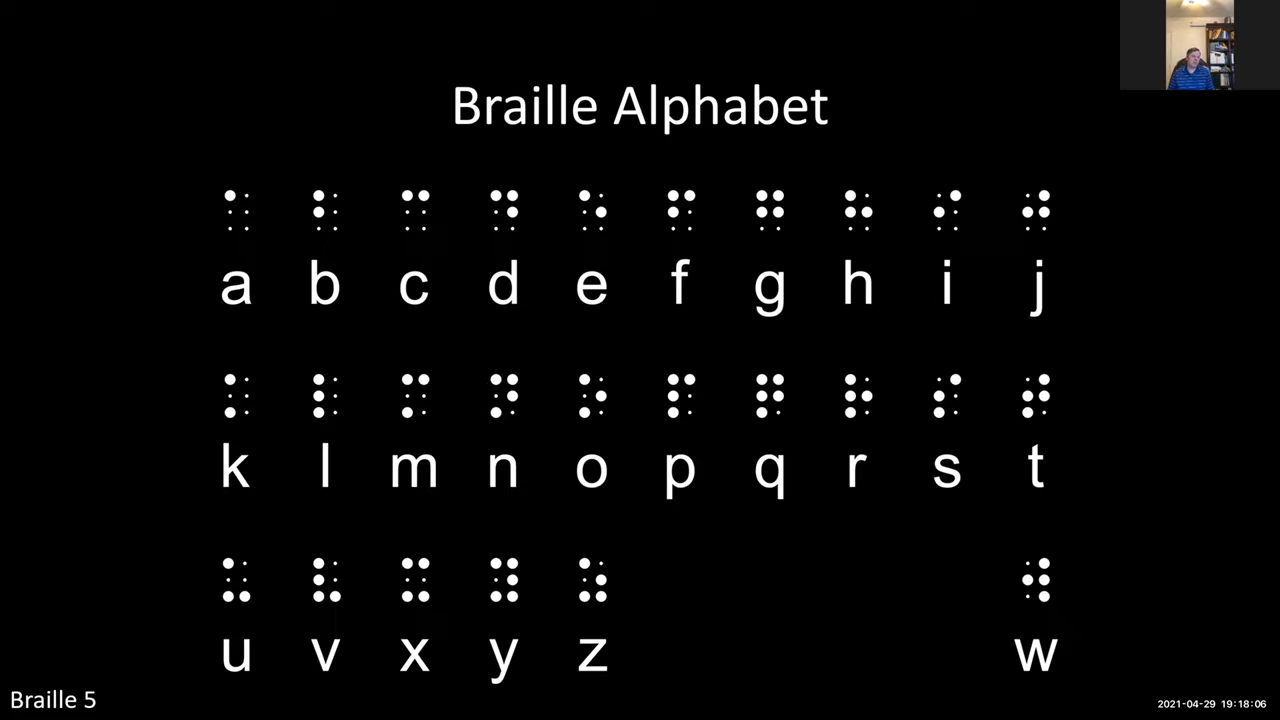 Braille Alphabet
⠁ ⠃ ⠉ ⠙ ⠑ ⠋ ⠛ ⠓ ⠊ ⠚
a b c d e f g h i j
⠅ ⠇ ⠍ ⠝ ⠕ ⠏ ⠟ ⠗ ⠎ ⠞
k l m n o p q r s t
⠥ ⠧ ⠭ ⠽ ⠵ ⠺
u v x y z w
Braille 5
2021-04-29 19:18:06